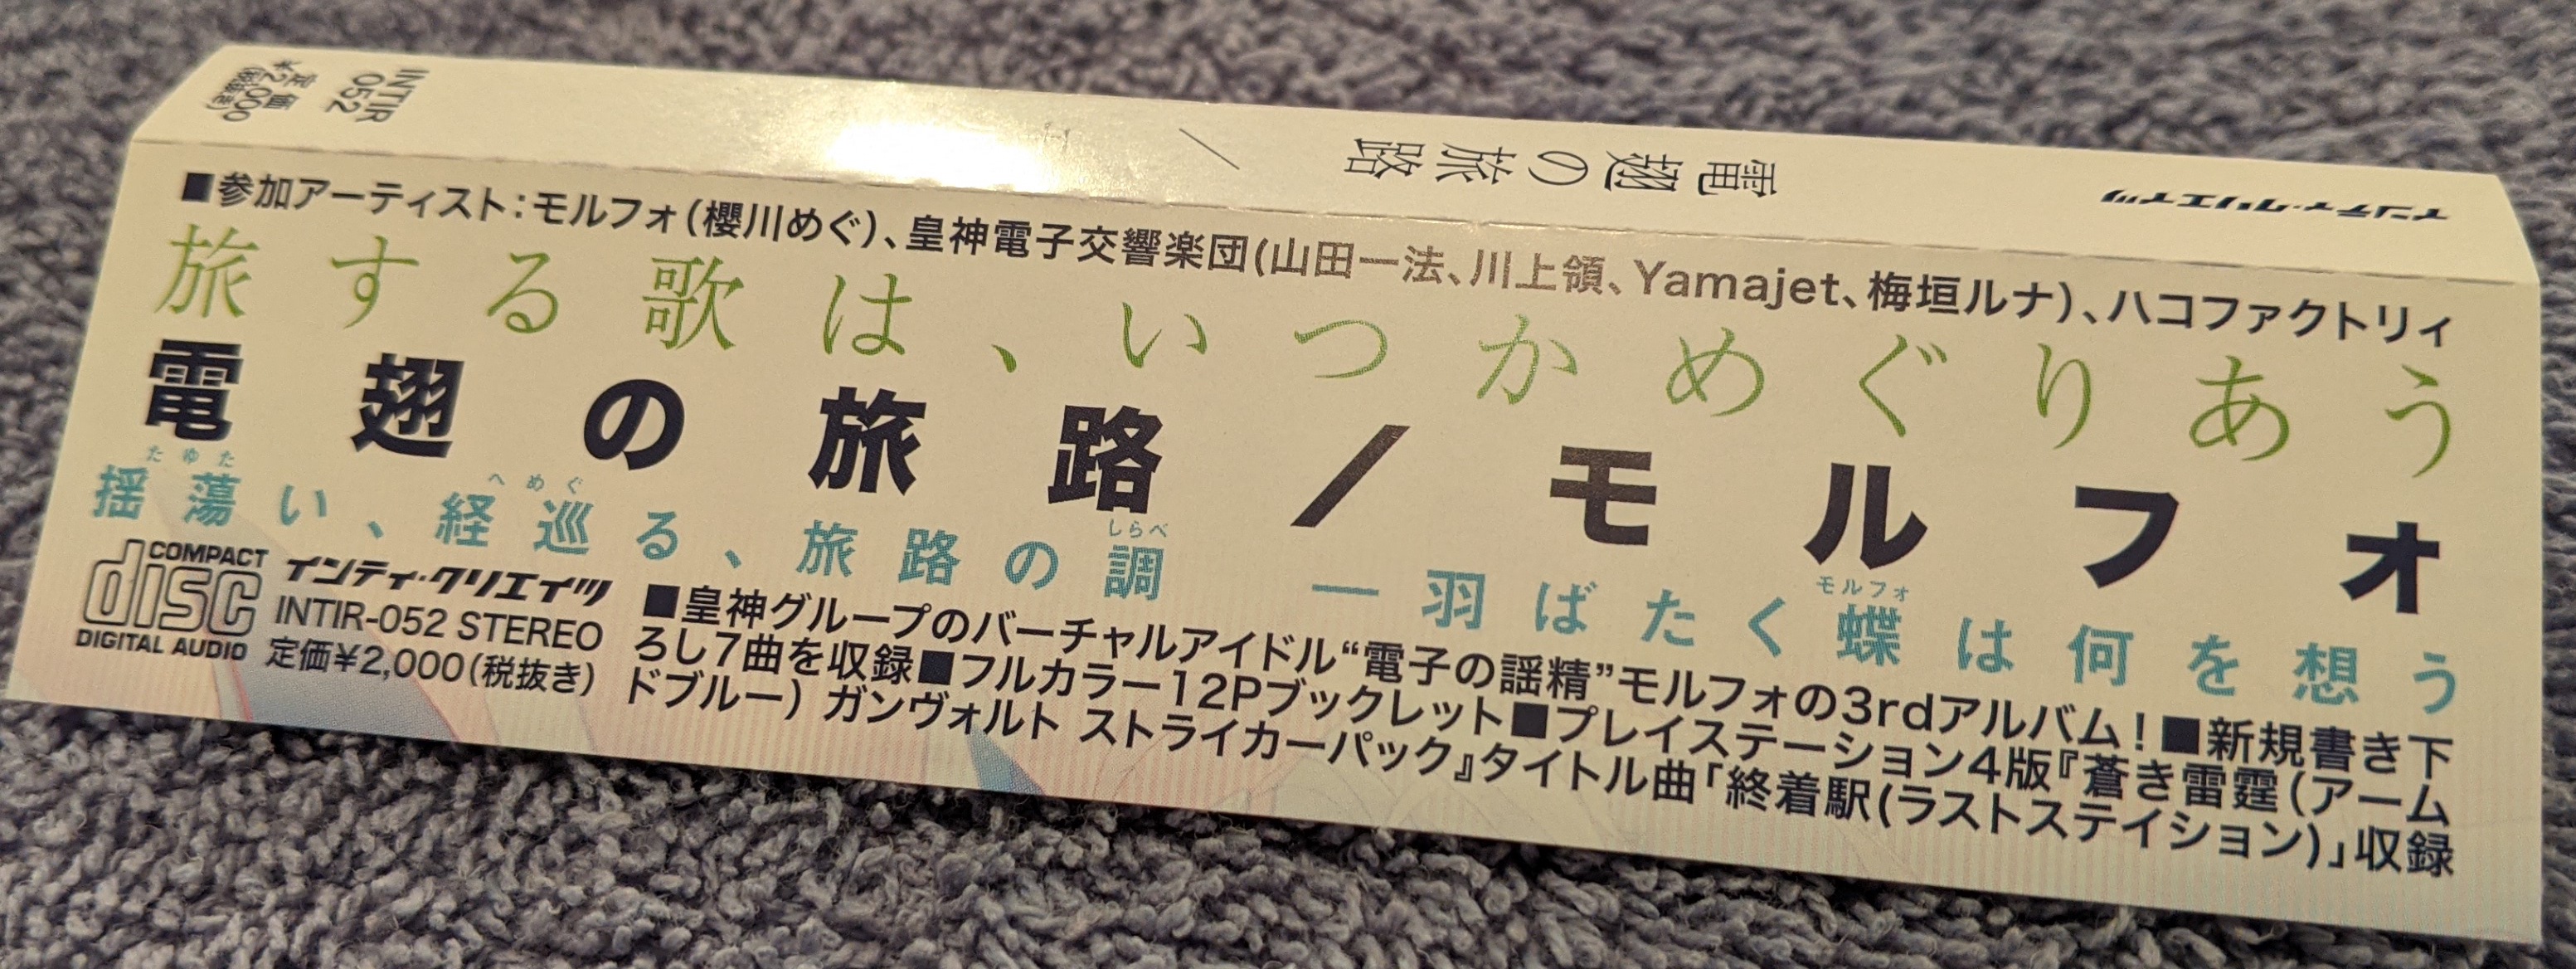 INTIR
052
定価
¥2,000
(税抜き)
電翅の旅路 /
インティ・クリエイツ
■参加アーティスト:モルフォ(櫻川めぐ)、皇神電子交響楽団(山田一法、川上領、Yamajet、梅垣ルナ)、ハコファクトリィ
旅する歌は、いつかめぐりあう
電翅の旅路/モルフォ
たゆた へめぐ しらべ モルフォ
揺蕩い、経巡る、旅路の調 ―羽ばたく蝶は何を想う
COMPACT
disc
DIGITAL AUDIO
インティ・クリエイツ
INTIR-052 STEREO
定価¥2,000(税抜き)
■皇神グループのバーチャルアイドル“電子の謡精”モルフォの3rdアルバム!■新規書き下
ろし7曲を収録■フルカラー12Pブックレット■プレイステーション4版『蒼き雷霆(アーム
ドブルー) ガンヴォルト ストライカーパック』タイトル曲「終着駅(ラストステイション)」収録